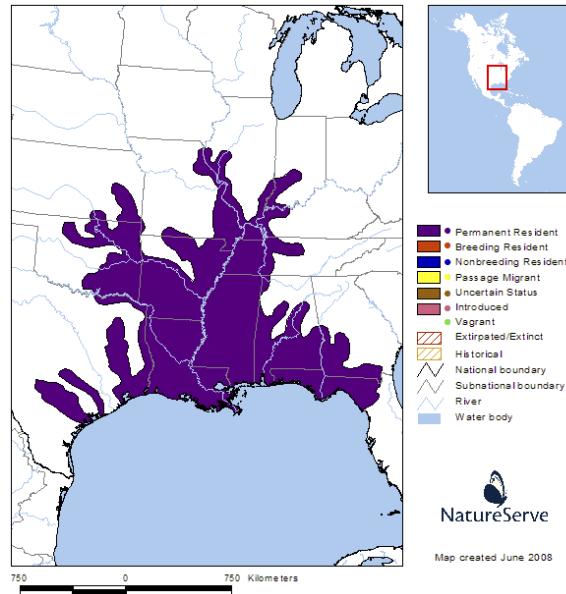 Permanent Resident
Breeding Resident
Nonbreeding Resident
Passage Migrant
Uncertain Status
Introduced
Vagrant
Extirpated/Extinct
Historical
National boundary
Subnational boundary
River
Water body
NatureServe
Map created June 2008
750 0 750 Kilometers